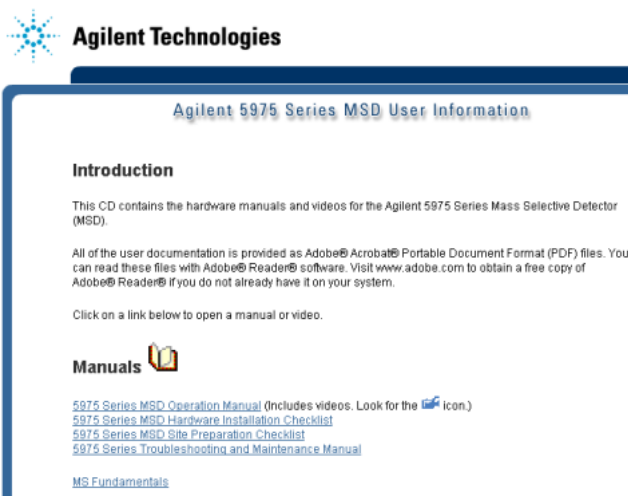 Agilent Technologies
Agilent 5975 Series MSD User Information
Introduction
This CD contains the hardware manuals and videos for the Agilent 5975 Series Mass Selective Detector
(MSD).
All of the user documentation is provided as Adobe® Acrobat® Portable Document Format (PDF) files. You
can read these files with Adobe® Reader® software. Visit www.adobe.com to obtain a free copy of
Adobe® Reader® if you do not already have it on your system.
Click on a link below to open a manual or video.
Manuals
5975 Series MSD Operation Manual (Includes videos. Look for the icon.)
5975 Series MSD Hardware Installation Checklist
5975 Series MSD Site Preparation Checklist
5975 Series Troubleshooting and Maintenance Manual
MS Fundamentals